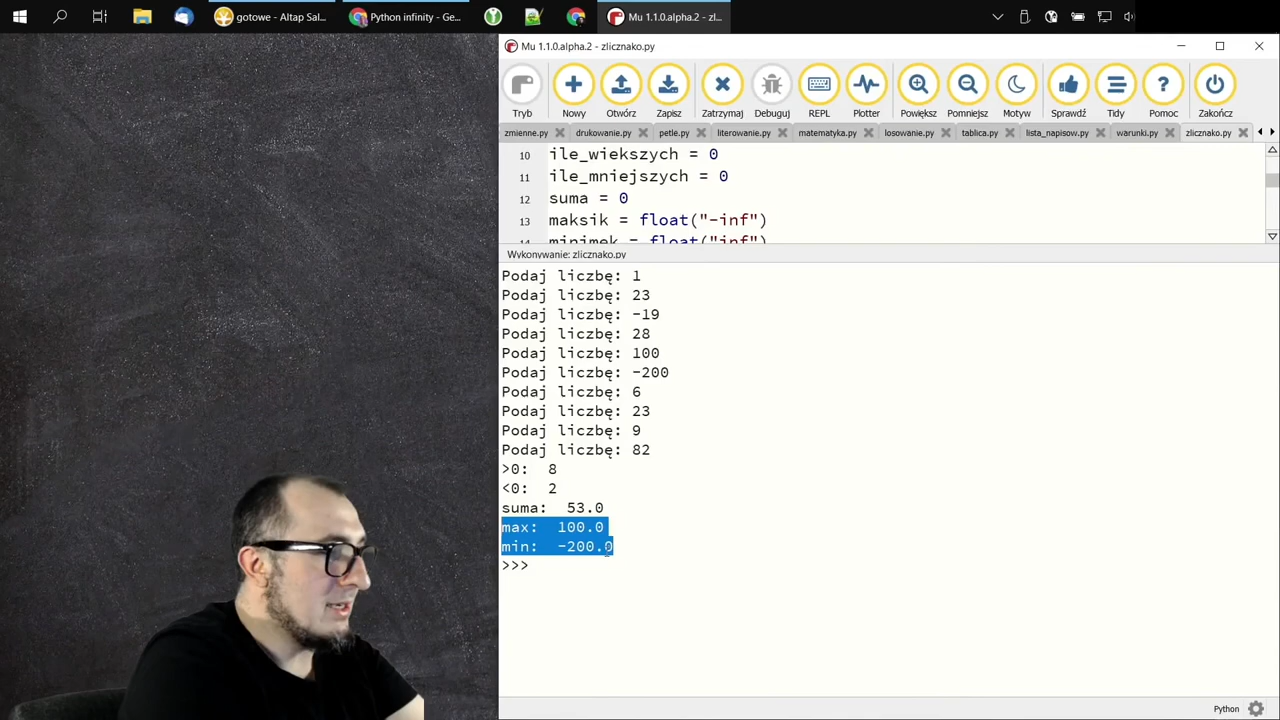 gotowe - Altap Sal...
Python infinity - Ge...
Mu 1.1.0.alpha.2 - zl...
Mu 1.1.0.alpha.2 - zlicznako.py
Tryb
Nowy
Otwórz
Zapisz
Zatrzymaj
Debuguj
REPL
Plotter
Powiększ
Pomniejsz
Motyw
Sprawdź
Tidy
Pomoc
Zakończ
zmienne.py
drukowanie.py
petle.py
literowanie.py
matematyka.py
losowanie.py
tablica.py
lista_napisow.py
warunki.py
zlicznako.py
10 ile_wiekszych = 0
11 ile_mniejszych = 0
12 suma = 0
13 maksik = float("-inf")
14 minimek = float("inf")
Wykonywanie: zlicznako.py
Podaj liczbę: 1
Podaj liczbę: 23
Podaj liczbę: -19
Podaj liczbę: 28
Podaj liczbę: 100
Podaj liczbę: -200
Podaj liczbę: 6
Podaj liczbę: 23
Podaj liczbę: 9
Podaj liczbę: 82
>0:  8
<0:  2
suma:  53.0
max:  100.0
min:  -200.0
>>>
Python